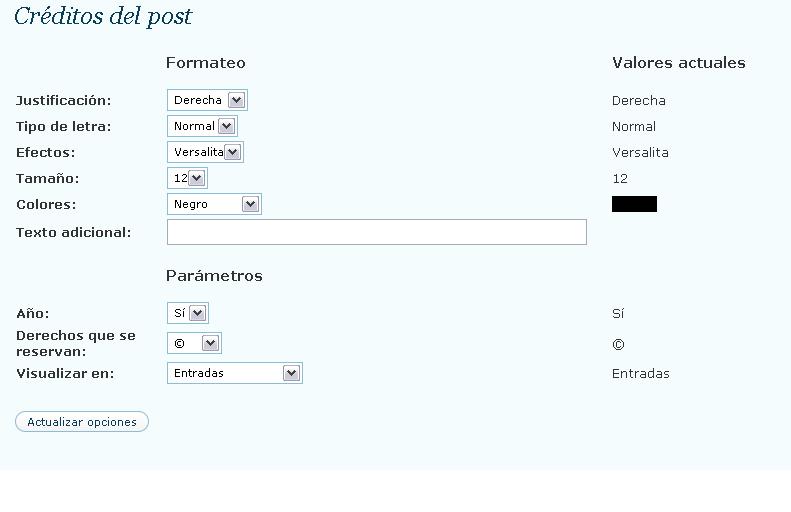 Créditos del post
Formateo Valores actuales
Justificación: Derecha Derecha
Tipo de letra: Normal Normal
Efectos: Versalita Versalita
Tamaño: 12 12
Colores: Negro
Texto adicional:
Parámetros
Año: Sí Sí
Derechos que se
reservan: © ©
Visualizar en: Entradas Entradas
Actualizar opciones